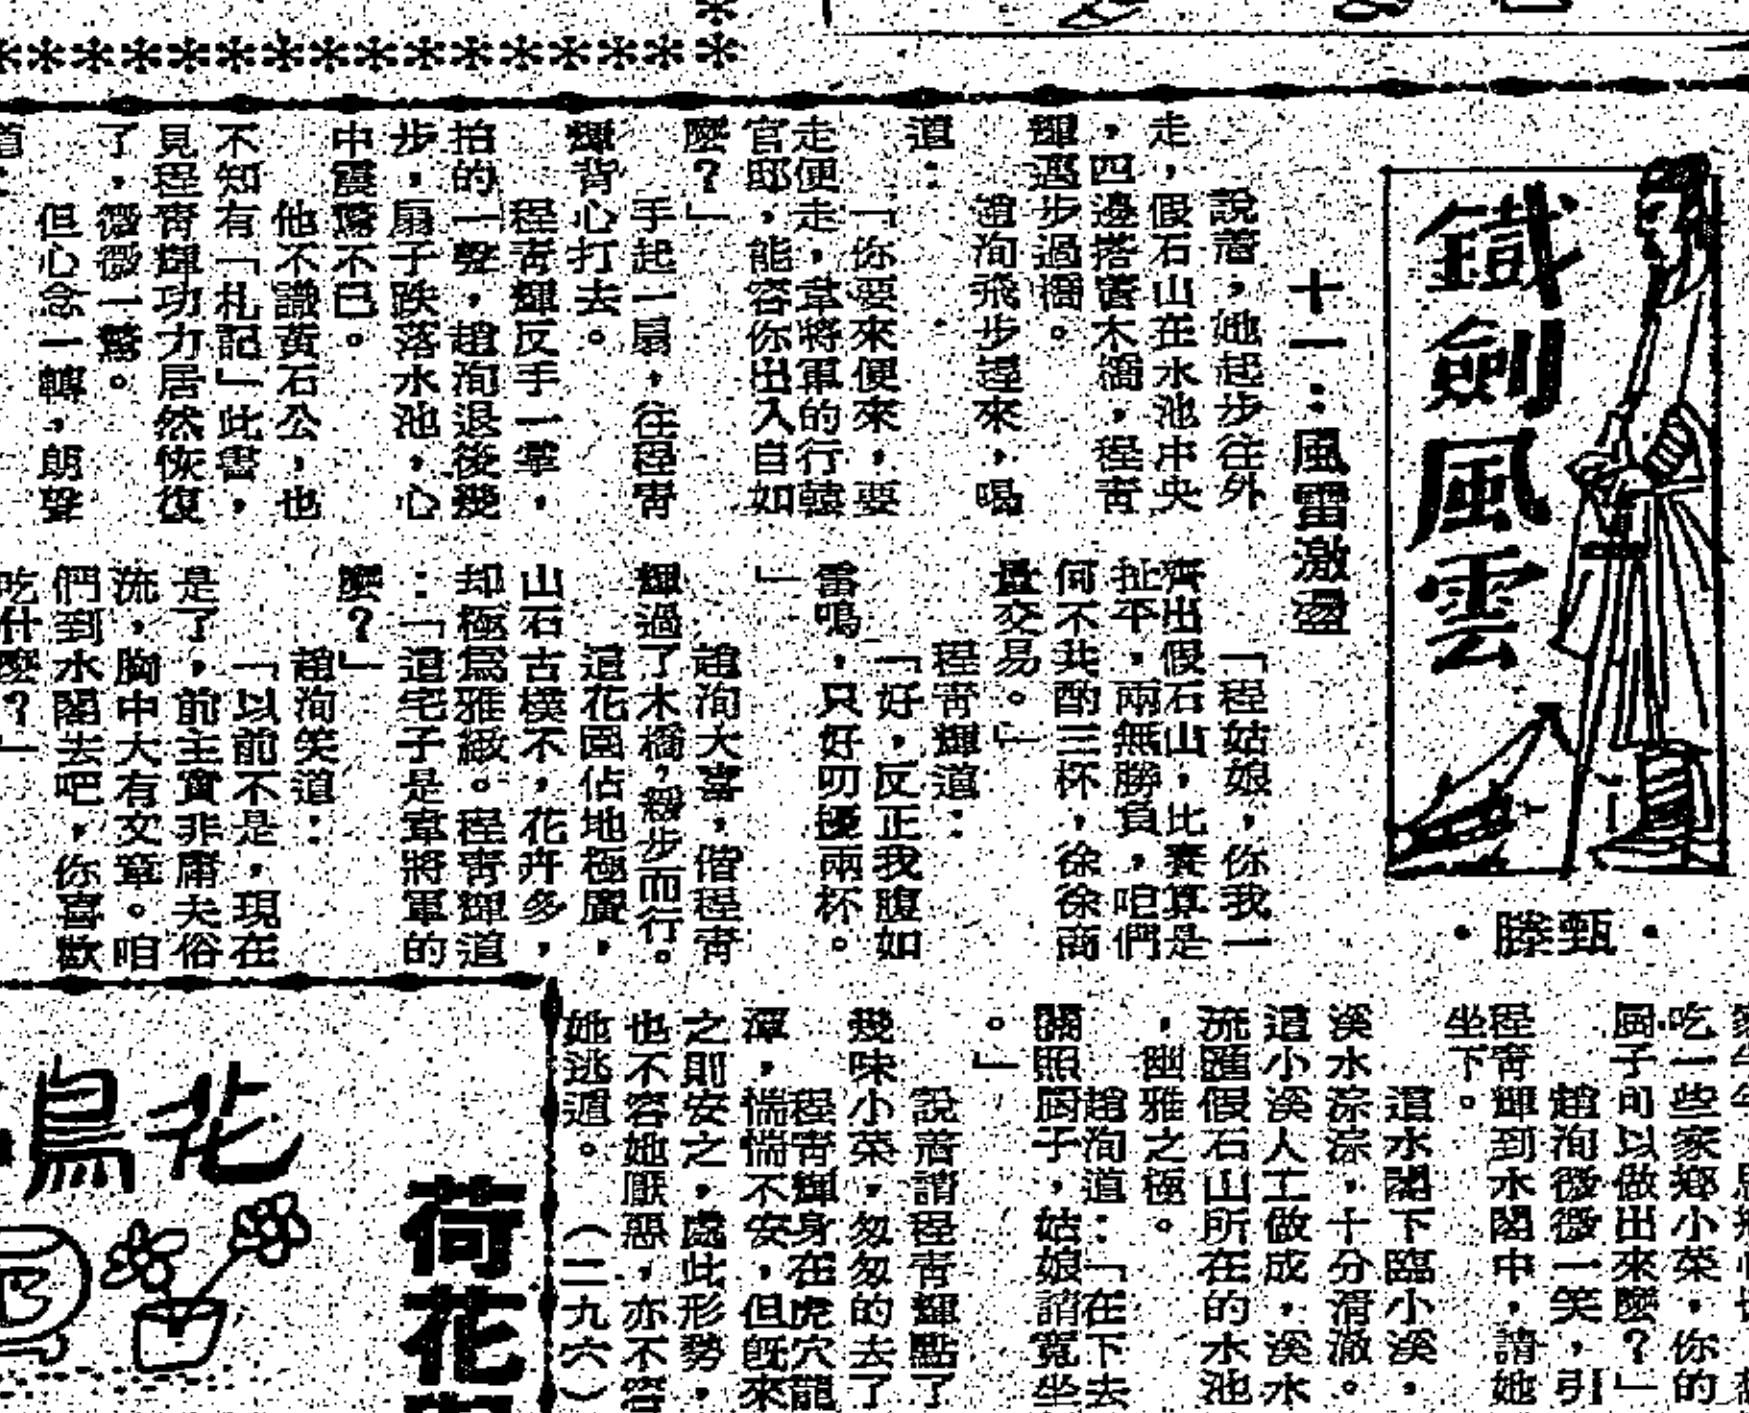 鐵劍風雲
·甄滕·
十一:風雷激盪
說著,她起步往外
走,假石山在水池中央
,四邊搭著木橋,程青
輝邁步過橋。
趙洵飛步趕來,喝
道:
「你要來便來,要
走便走,韋將軍的行轅
官邸,能容你出入自如
麼?」
手起一扇,往程青
輝背心打去。
程青輝反手一掌,
拍的一聲,趙洵退後幾
步,扇子跌落水池,心
中震驚不已。
他不識黃石公,也
不知有「札記」此書,
見程青輝功力居然恢復
了,微微一驚。
但心念一轉,朗聲
道:
「程姑娘,你我一
齊出假石山,比賽算是
扯平,兩無勝負,咱們
何不共酌三杯,徐徐商
量交易。」
程青輝道:
「好,反正我腹如
雷鳴,只好叨擾兩杯。
」
趙洵大喜,偕程青
輝過了木橋,緩步而行。
這花園佔地極廣,
山石古樸不,花卉多,
却極爲雅緻。程青輝道
:「這宅子是韋將軍的
麼?」
趙洵笑道:
「以前不是,現在
是了,前主實非庸夫俗
流,胸中大有文章。咱
們到水閣去吧,你喜歡
吃什麼?」
吃一些家鄉小菜,你的
厨子可以做出來麼?」
趙洵微微一笑,引
程青輝到水閣中,請她
坐下。
這水閣下臨小溪,
溪水淙淙,十分清澈。
這小溪人工做成,溪水
流匯假石山所在的水池
,幽雅之極。
趙洵道:「在下去
關照厨子,姑娘請寬坐
。」
說著請程青輝點了
幾味小菜,匆匆的去了
程青輝身在虎穴龍
潭,惴惴不安,但既來
之則安之,處此形勢,
也不容她厭惡,亦不容
她逃遁。(二九六)
花鳥
荷花